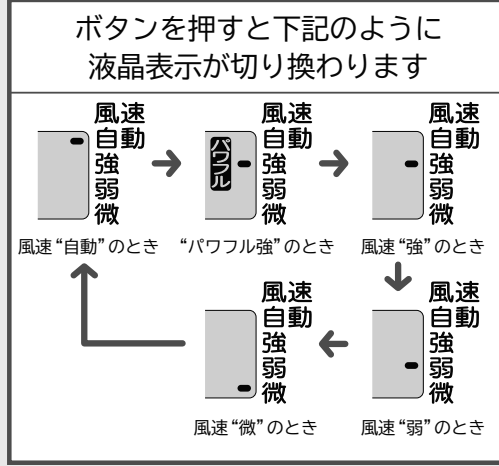 ボタンを押すと下記のように
液晶表示が切り換わります
風速
自動
強
弱
微
風速“自動”のとき
パワフル
風速
自動
強
弱
微
“パワフル強”のとき
風速
自動
強
弱
微
風速“強”のとき
風速
自動
強
弱
微
風速“弱”のとき
風速
自動
強
弱
微
風速“微”のとき